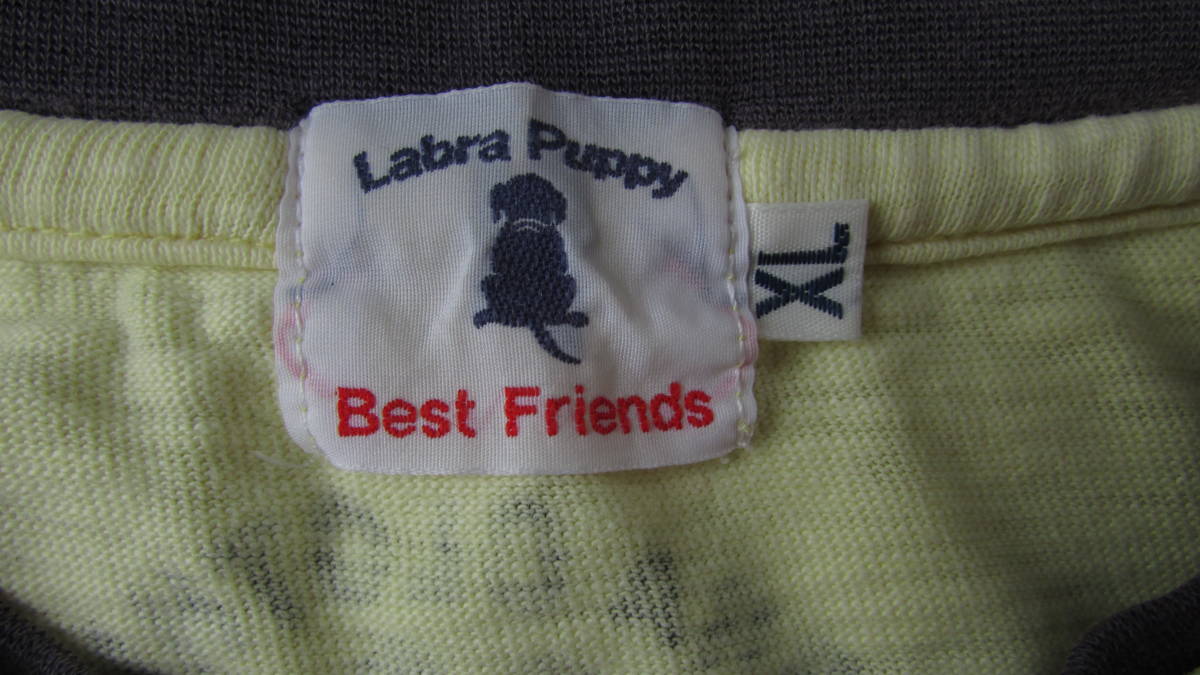 Labra Puppy
Best Friends
XL